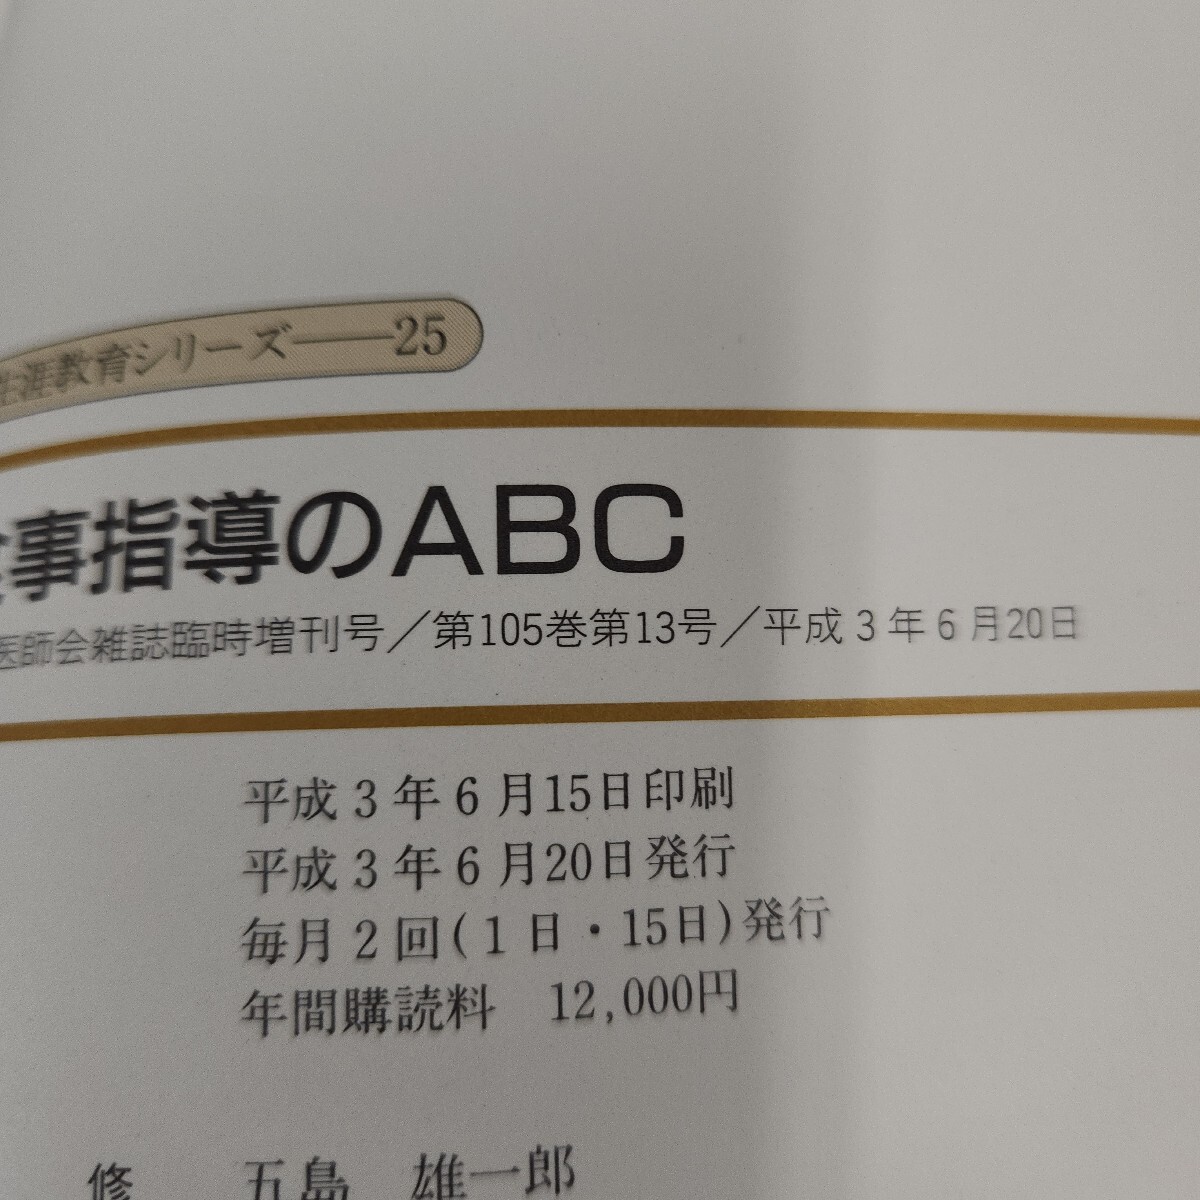 生涯教育シリーズ——25
食事指導のABC
医師会雑誌臨時増刊号／第105巻第13号／平成3年6月20日
平成3年6月15日印刷
平成3年6月20日発行
毎月2回(1日・15日)発行
年間購読料　12,000円
修　五島　雄一郎